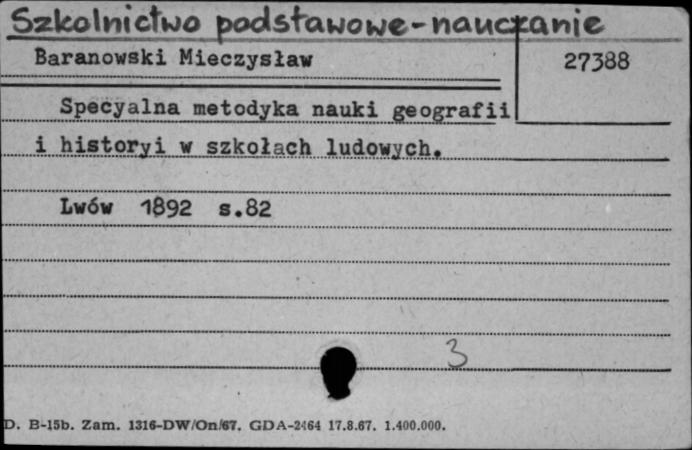 Szkolnictwo podstawowe-nauczanie
Baranowski Mieczysław
27388
Specyalna metodyka nauki geografii
i historyi w szkołach ludowych.
Lwów 1892 s.82
3
D. B-15b. Zam. 1316-DW/On/67. GDA-2464 17.8.67. 1.400.000.